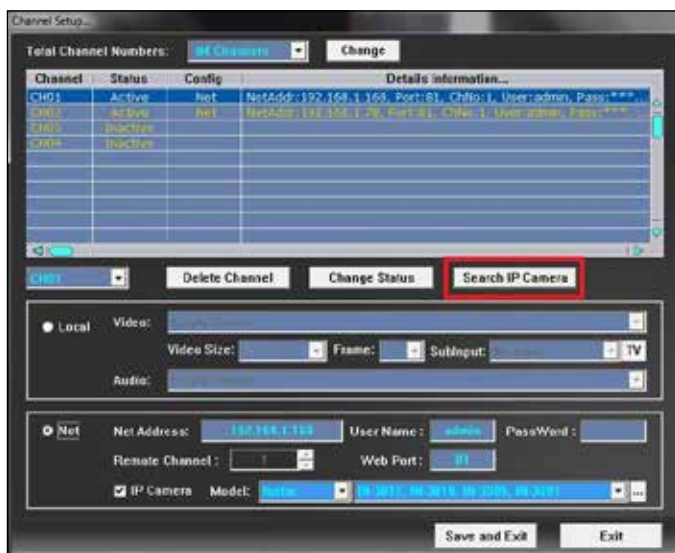 Channel Setup...
Total Channel Numbers: 04 Channels Change
Channel Status Config Details information...
CH01 Active Net NetAddr:192.168.1.168, Port:81, ChNo:1, User:admin, Pass:***...
CH02 Active Net
CH03 Inactive
CH04 Inactive
CH01 Delete Channel Change Status Search IP Camera
Local Video:
Video Size: Frame: SubInput: TV
Audio:
Net Net Address: 192.168.1.168 User Name : admin PassWord :
Remote Channel : 1 Web Port : 81
IP Camera Model:
Save and Exit Exit